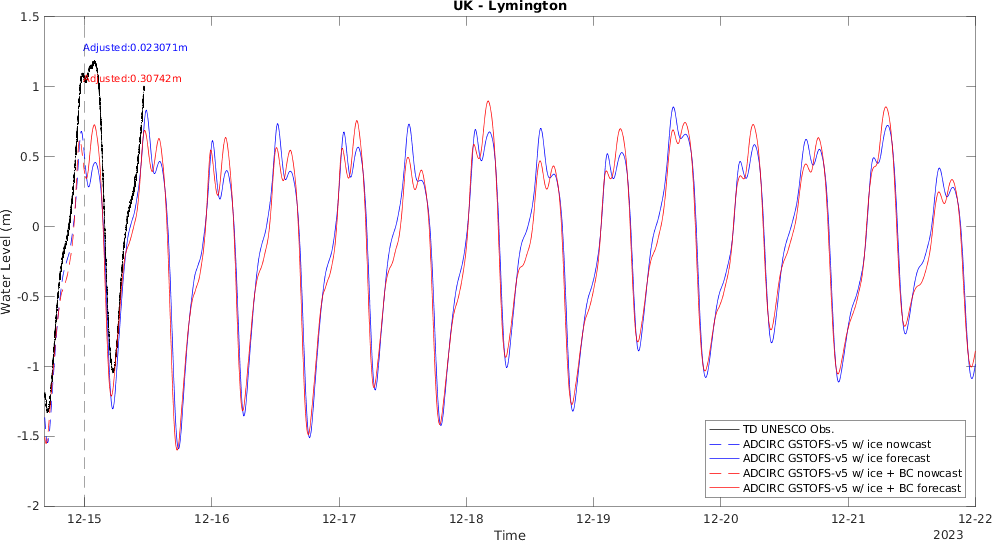 UK - Lymington
Adjusted:0.023071m
Adjusted:0.30742m
Water Level (m)
1.5
1
0.5
0
-0.5
-1
-1.5
-2
12-15
12-16
12-17
12-18
12-19
12-20
12-21
12-22
Time
2023
TD UNESCO Obs.
ADCIRC GSTOFS-v5 w/ ice nowcast
ADCIRC GSTOFS-v5 w/ ice forecast
ADCIRC GSTOFS-v5 w/ ice + BC nowcast
ADCIRC GSTOFS-v5 w/ ice + BC forecast